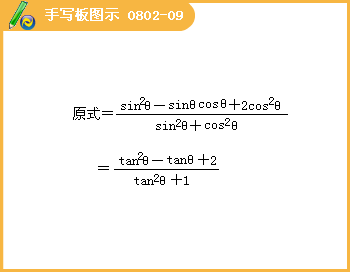 手写板图示 0802-09
原式＝ (sin²θ－sinθcosθ＋2cos²θ)/(sin²θ＋cos²θ)
＝ (tan²θ－tanθ＋2)/(tan²θ＋1)